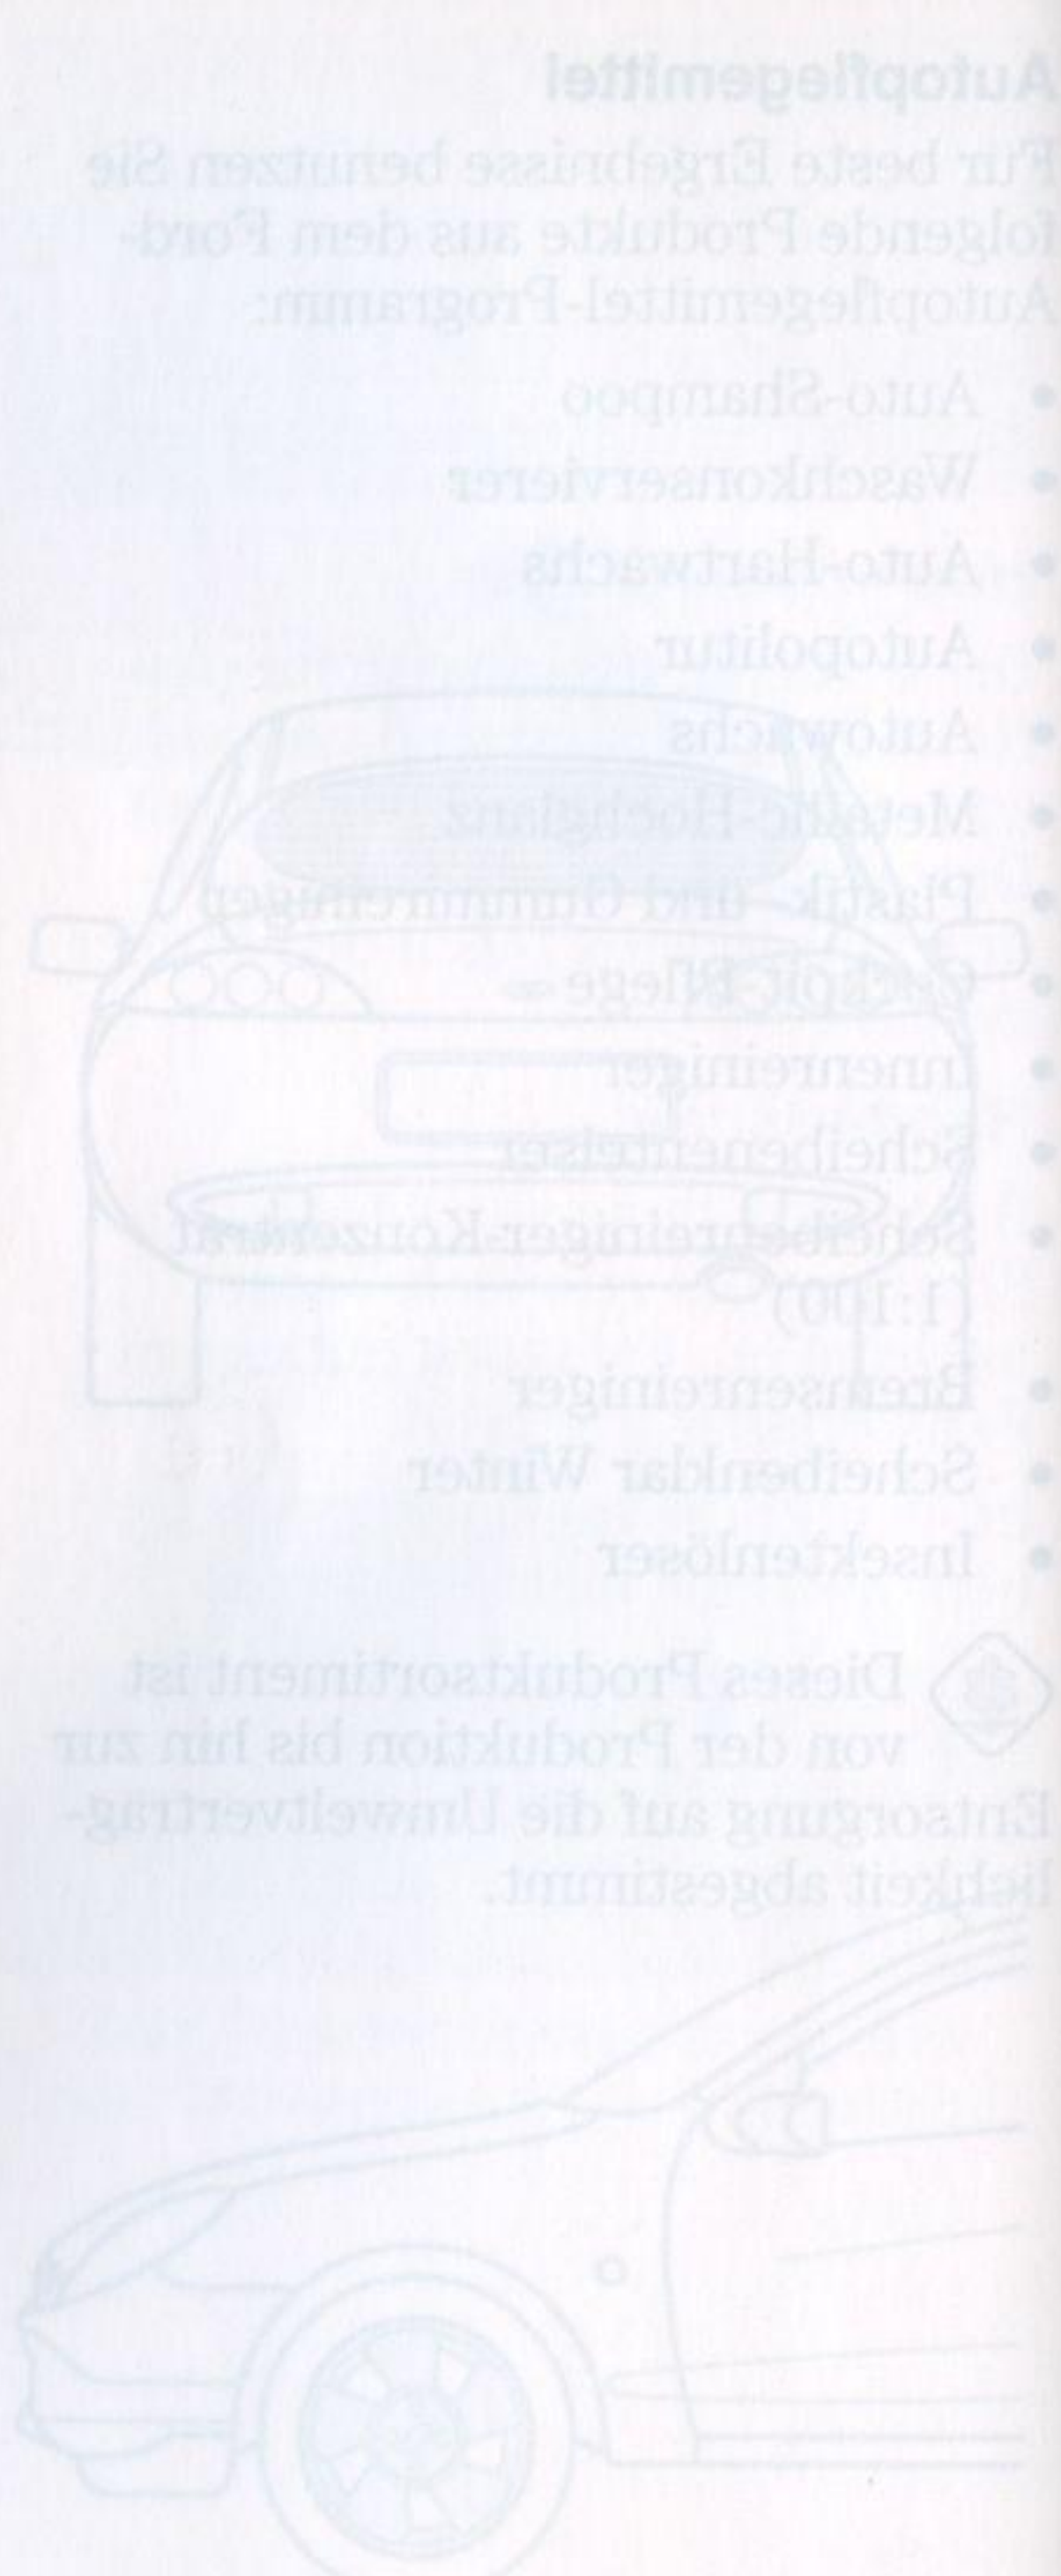 Autopflegemittel
Für beste Ergebnisse benutzen Sie
folgende Produkte aus dem Ford-
Autopflegemittel-Programm:
• Auto-Shampoo
• Waschkonservierer
• Auto-Hartwachs
• Autopolitur
• Autowachs
• Metallic-Hochglanz
• Plastik- und Gummireiniger
• Cockpit-Pflege
• Innenreiniger
• Scheibenenteiser
• Scheibenreiniger-Konzentrat
(1:100)
• Bremsenreiniger
• Scheibenklar Winter
• Insektenlöser
Dieses Produktsortiment ist
von der Produktion bis hin zur
Entsorgung auf die Umweltverträg-
lichkeit abgestimmt.